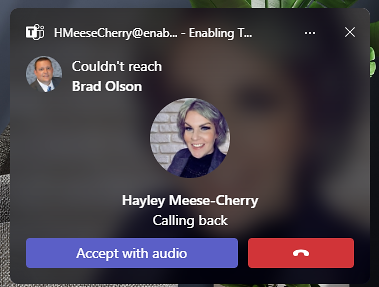 HMeeseCherry@enab... - Enabling T...
Couldn't reach
Brad Olson
Hayley Meese-Cherry
Calling back
Accept with audio